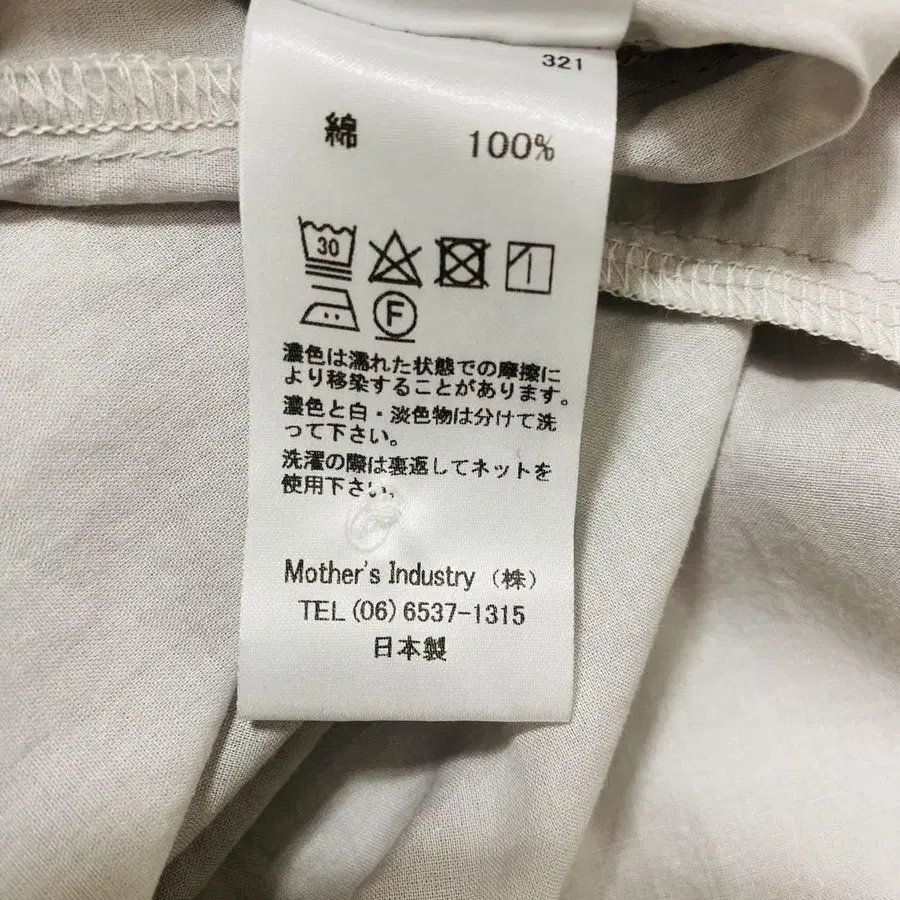 321
綿 100%
30
F
濃色は濡れた状態での摩擦に
より移染することがあります。
濃色と白・淡色物は分けて洗
って下さい。
洗濯の際は裏返してネットを
使用下さい。
Mother's Industry（株）
TEL(06)6537-1315
日本製